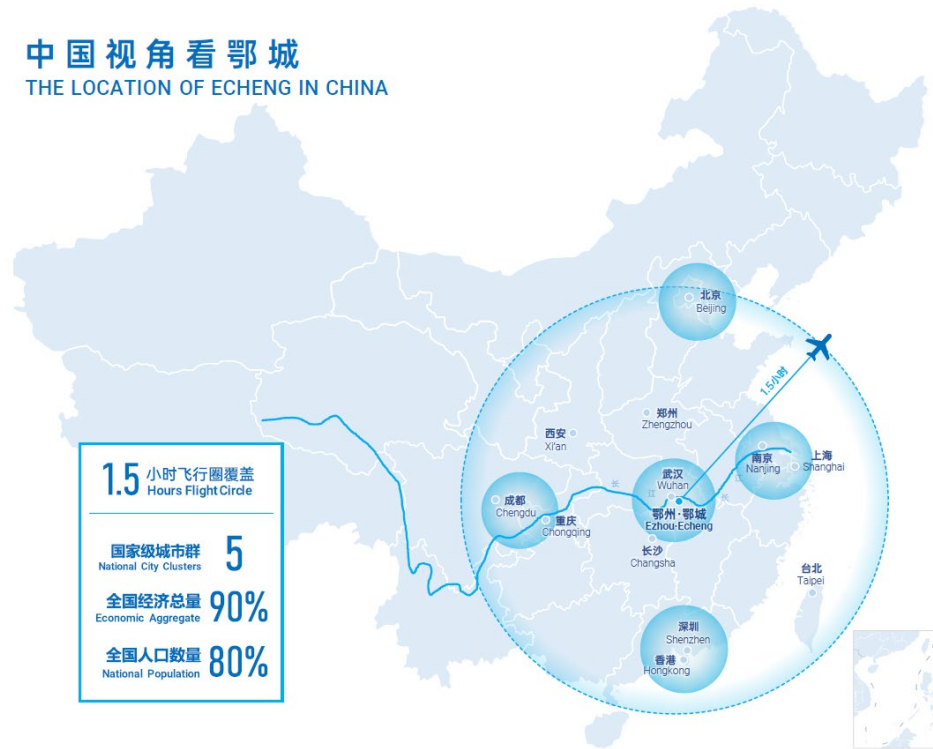 中国视角看鄂城
THE LOCATION OF ECHENG IN CHINA
北京
Beijing
1.5小时
郑州
Zhengzhou
西安
Xi'an
南京
Nanjing
上海
Shanghai
武汉
Wuhan
长
江
长
江
成都
Chengdu
鄂州·鄂城
Ezhou·Echeng
重庆
Chongqing
长沙
Changsha
台北
Taipei
深圳
Shenzhen
香港
Hongkong
1.5 小时飞行圈覆盖
Hours Flight Circle
国家级城市群 5
National City Clusters
全国经济总量 90%
Economic Aggregate
全国人口数量 80%
National Population